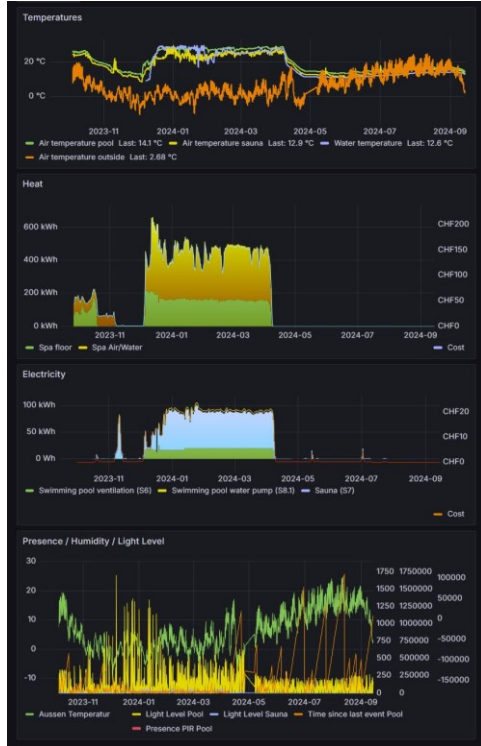 Temperatures
20 °C
0 °C
2023-11 2024-01 2024-03 2024-05 2024-07 2024-09
Air temperature pool Last: 14.1 °C Air temperature sauna Last: 12.9 °C Water temperature Last: 12.6 °C
Air temperature outside Last: 2.68 °C
Heat
600 kWh CHF200
CHF150
400 kWh
CHF100
200 kWh CHF50
0 kWh CHF0
2023-11 2024-01 2024-03 2024-05 2024-07 2024-09
Spa floor Spa Air/Water Cost
Electricity
100 kWh CHF20
50 kWh CHF10
0 Wh CHF0
2023-11 2024-01 2024-03 2024-05 2024-07 2024-09
Swimming pool ventilation (S6) Swimming pool water pump (S8.1) Sauna (S7)
Cost
Presence / Humidity / Light Level
30 1750 1750000 100000
1500 1500000
20 50000
1250 1250000
10 1000 1000000 0
750 750000 -50000
0
500 500000 -100000
-10 250 250000 -150000
0 0
2023-11 2024-01 2024-03 2024-05 2024-07 2024-09
Aussen Temperatur Light Level Pool Light Level Sauna Time since last event Pool
Presence PIR Pool